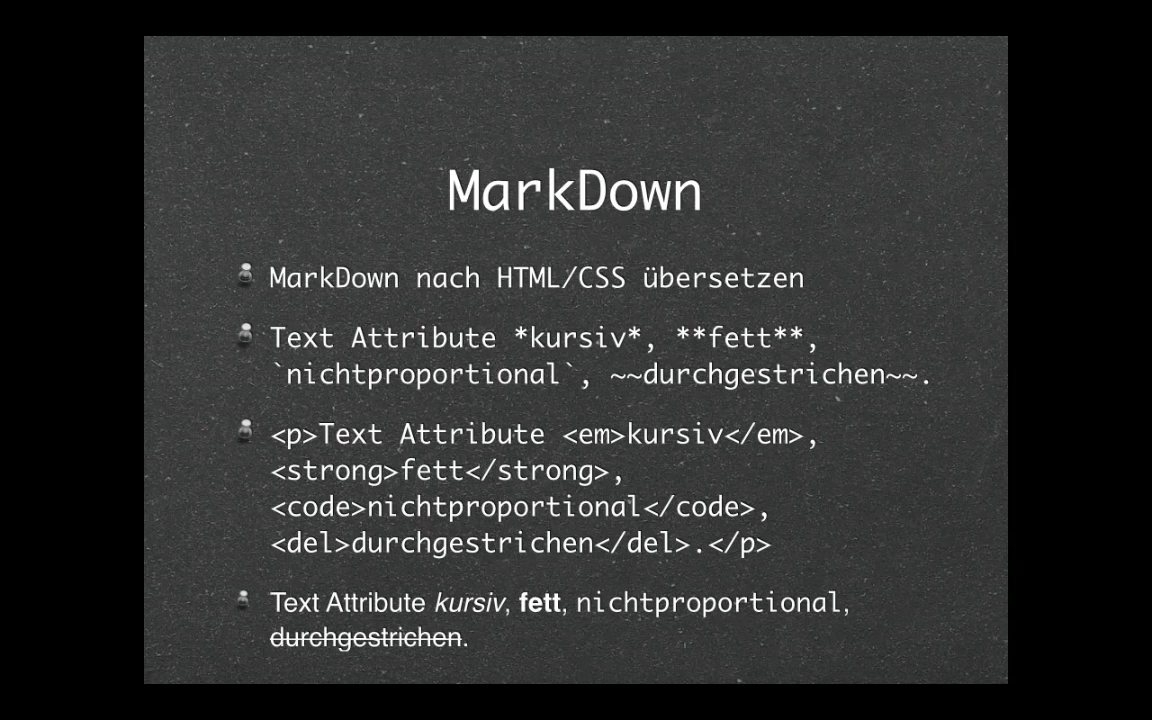 MarkDown
MarkDown nach HTML/CSS übersetzen
Text Attribute *kursiv*, **fett**,
`nichtproportional`, ~~durchgestrichen~~.
<p>Text Attribute <em>kursiv</em>,
<strong>fett</strong>,
<code>nichtproportional</code>,
<del>durchgestrichen</del>.</p>
Text Attribute kursiv, fett, nichtproportional,
durchgestrichen.